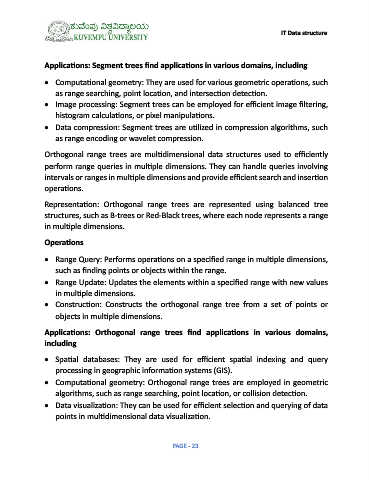 ಕುವೆಂಪು ವಿಶ್ವವಿದ್ಯಾಲಯ
KUVEMPU UNIVERSITY
IT Data structure
Applications: Segment trees find applications in various domains, including
• Computational geometry: They are used for various geometric operations, such
as range searching, point location, and intersection detection.
• Image processing: Segment trees can be employed for efficient image filtering,
histogram calculations, or pixel manipulations.
• Data compression: Segment trees are utilized in compression algorithms, such
as range encoding or wavelet compression.
Orthogonal range trees are multidimensional data structures used to efficiently
perform range queries in multiple dimensions. They can handle queries involving
intervals or ranges in multiple dimensions and provide efficient search and insertion
operations.
Representation: Orthogonal range trees are represented using balanced tree
structures, such as B-trees or Red-Black trees, where each node represents a range
in multiple dimensions.
Operations
• Range Query: Performs operations on a specified range in multiple dimensions,
such as finding points or objects within the range.
• Range Update: Updates the elements within a specified range with new values
in multiple dimensions.
• Construction: Constructs the orthogonal range tree from a set of points or
objects in multiple dimensions.
Applications: Orthogonal range trees find applications in various domains,
including
• Spatial databases: They are used for efficient spatial indexing and query
processing in geographic information systems (GIS).
• Computational geometry: Orthogonal range trees are employed in geometric
algorithms, such as range searching, point location, or collision detection.
• Data visualization: They can be used for efficient selection and querying of data
points in multidimensional data visualization.
PAGE - 23